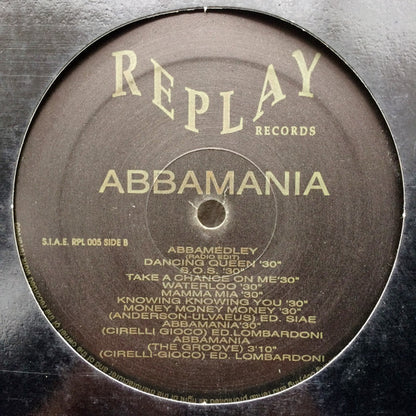 REPLAY
RECORDS
ABBAMANIA
S.I.A.E. RPL 005 SIDE B
ABBAMEDLEY
(RADIO EDIT)
DANCING QUEEN '30"
S.O.S. '30"
TAKE A CHANCE ON ME'30"
WATERLOO '30"
MAMMA MIA '30"
KNOWING KNOWING YOU '30"
MONEY MONEY MONEY '30"
(ANDERSON-ULVAEUS) ED. SIAE
ABBAMANIA'30"
(CIRELLI GIOCO) ED. LOMBARDONI
ABBAMANIA
(THE GROOVE) 3'10"
(CIRELLI-GIOCO) ED. LOMBARDONI